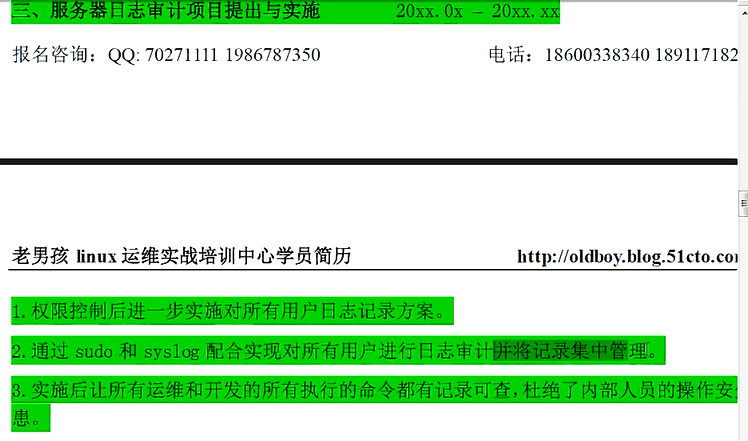 三、服务器日志审计项目提出与实施 20xx.0x – 20xx.xx
报名咨询：QQ: 70271111 1986787350 电话：18600338340 189117182
老男孩 linux 运维实战培训中心学员简历 http://oldboy.blog.51cto.co
1.权限控制后进一步实施对所有用户日志记录方案。
2.通过 sudo 和 syslog 配合实现对所有用户进行日志审计并将记录集中管理。
3.实施后让所有运维和开发的所有执行的命令都有记录可查，杜绝了内部人员的操作安
患。